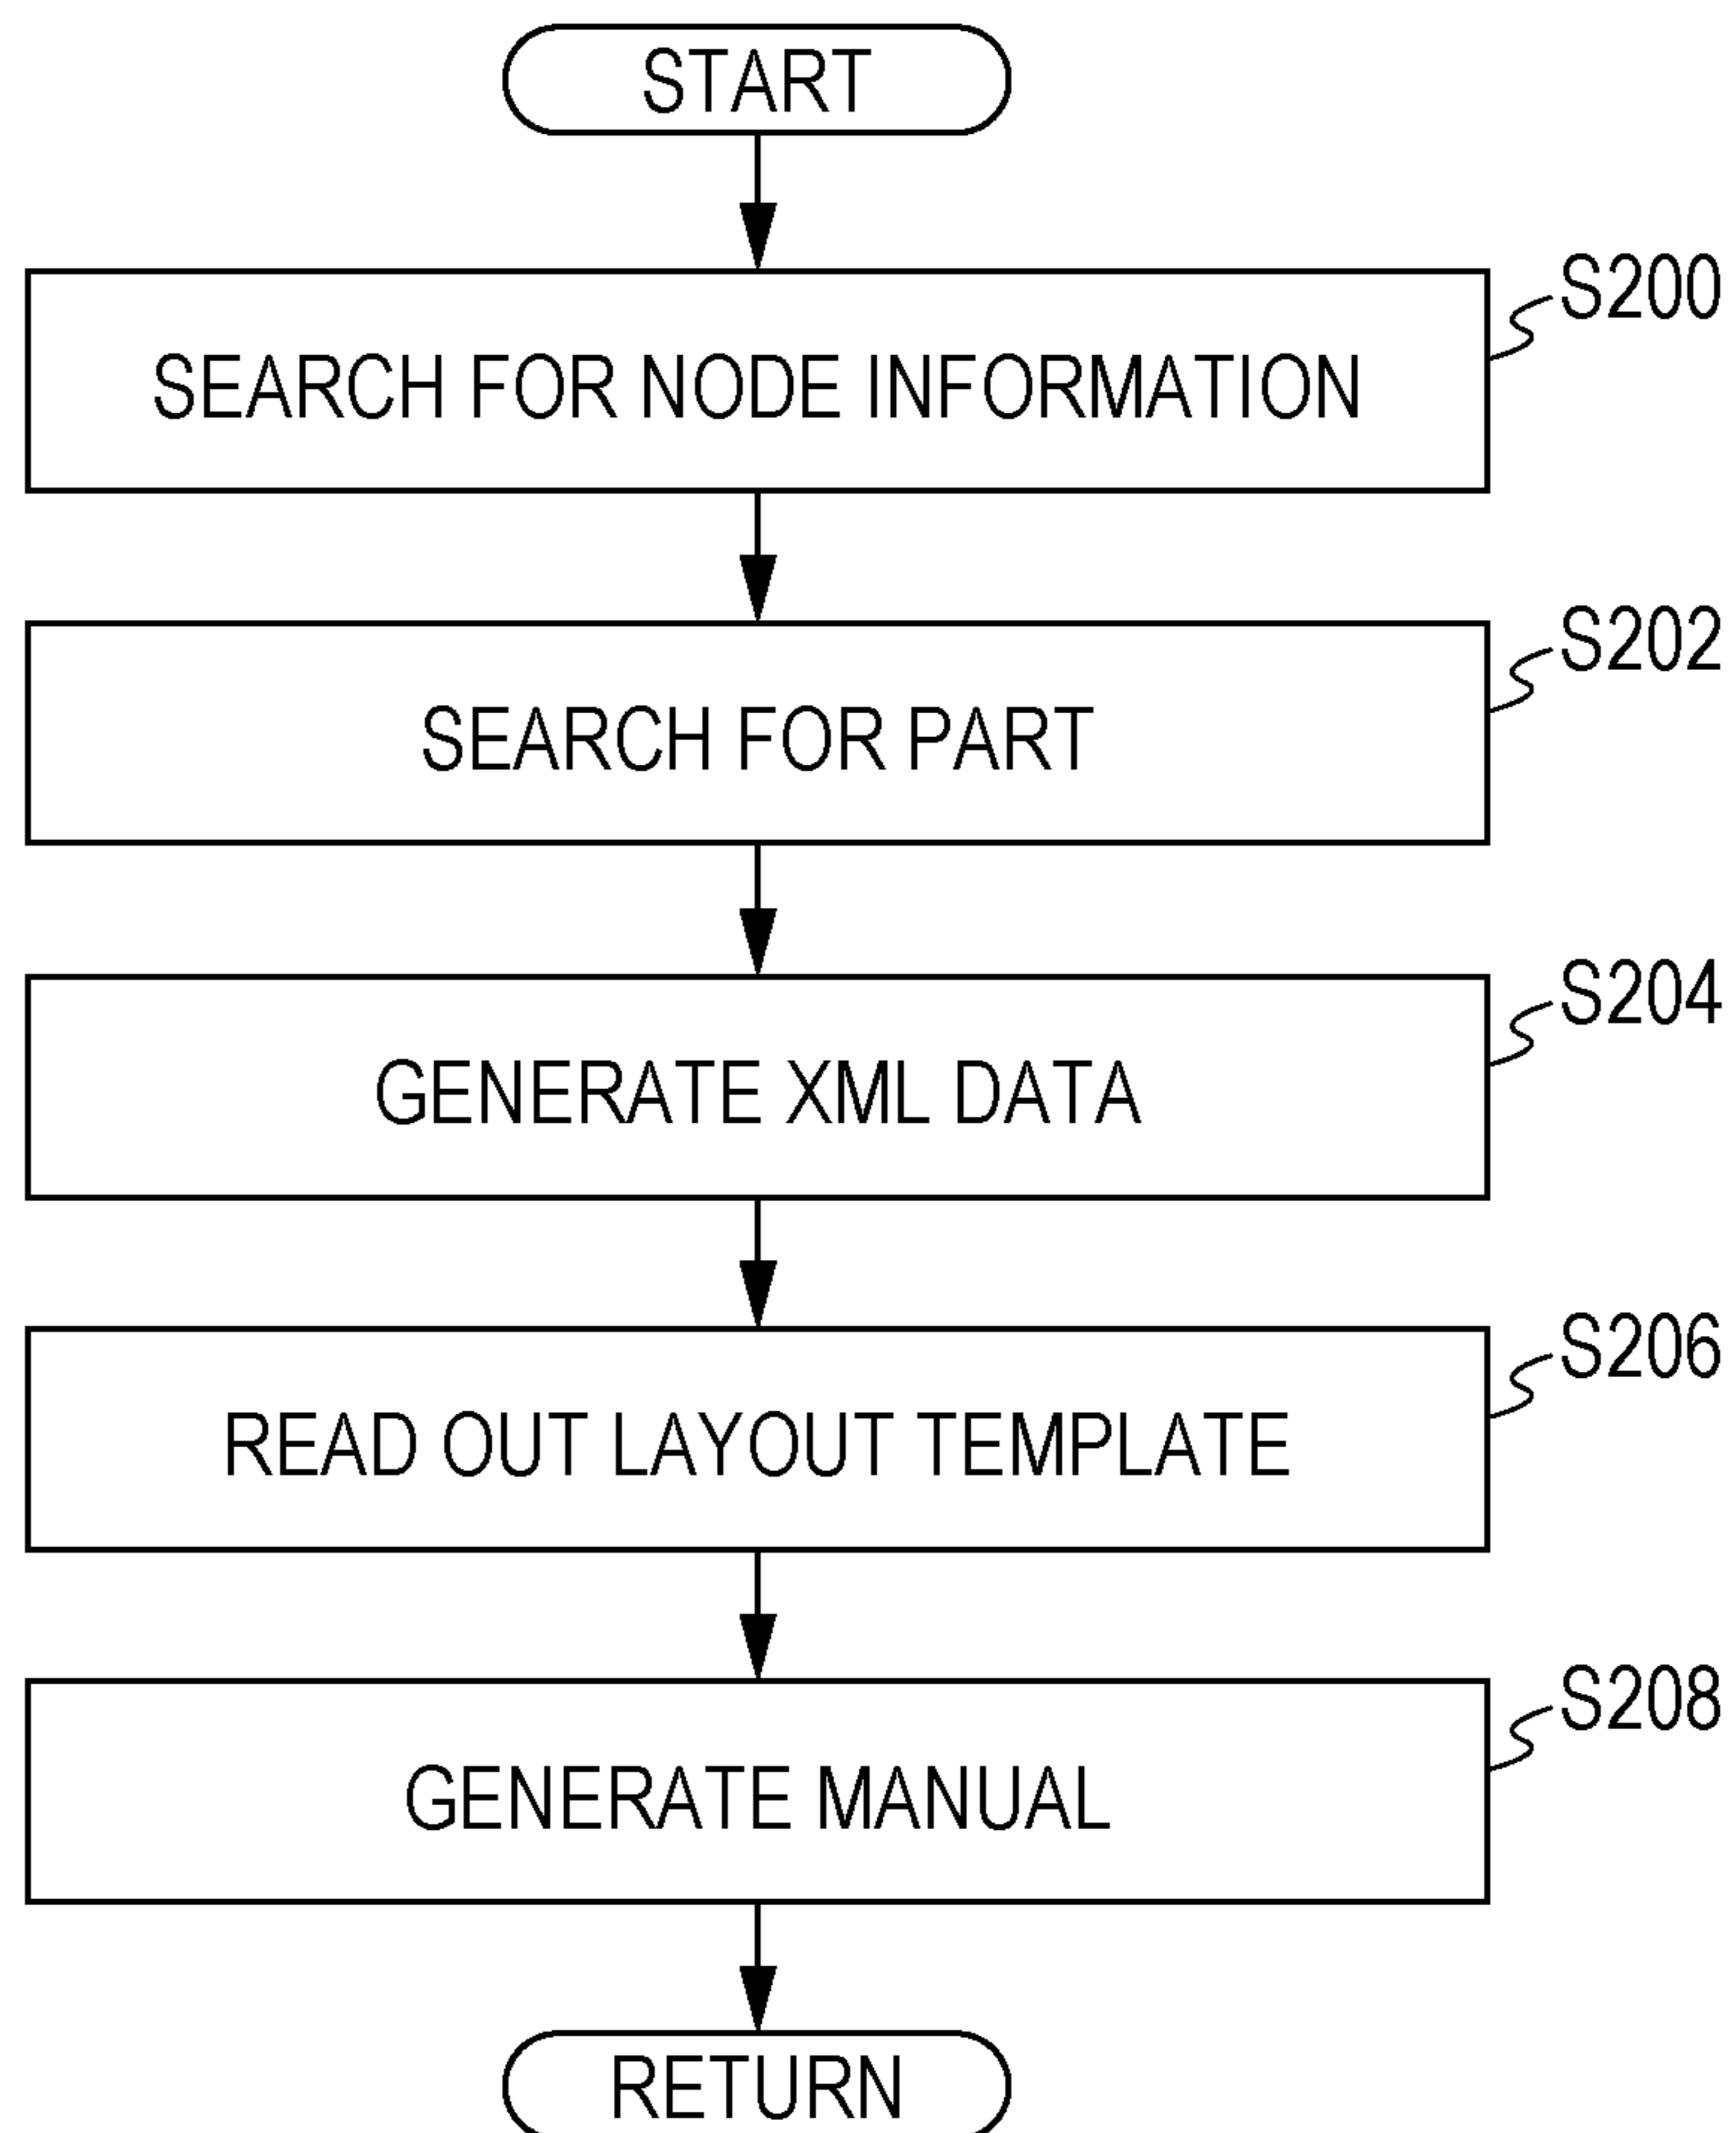 START
S200
SEARCH FOR NODE INFORMATION
S202
SEARCH FOR PART
S204
GENERATE XML DATA
S206
READ OUT LAYOUT TEMPLATE
S208
GENERATE MANUAL
RETURN